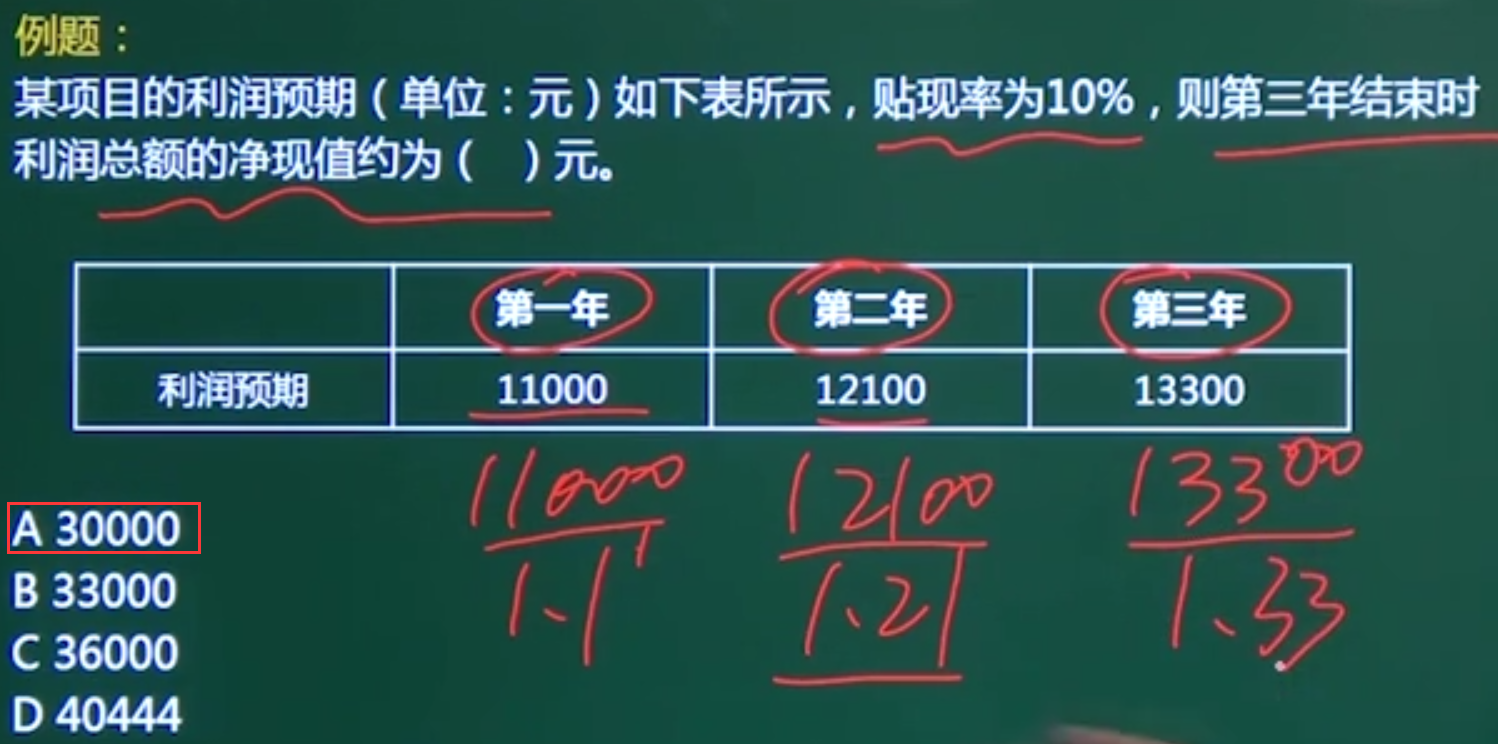 例题：
某项目的利润预期（单位：元）如下表所示，贴现率为10%，则第三年结束时
利润总额的净现值约为（ ）元。
第一年 第二年 第三年
利润预期 11000 12100 13300
11000 12100 13300
1.1 1.21 1.33
A 30000
B 33000
C 36000
D 40444